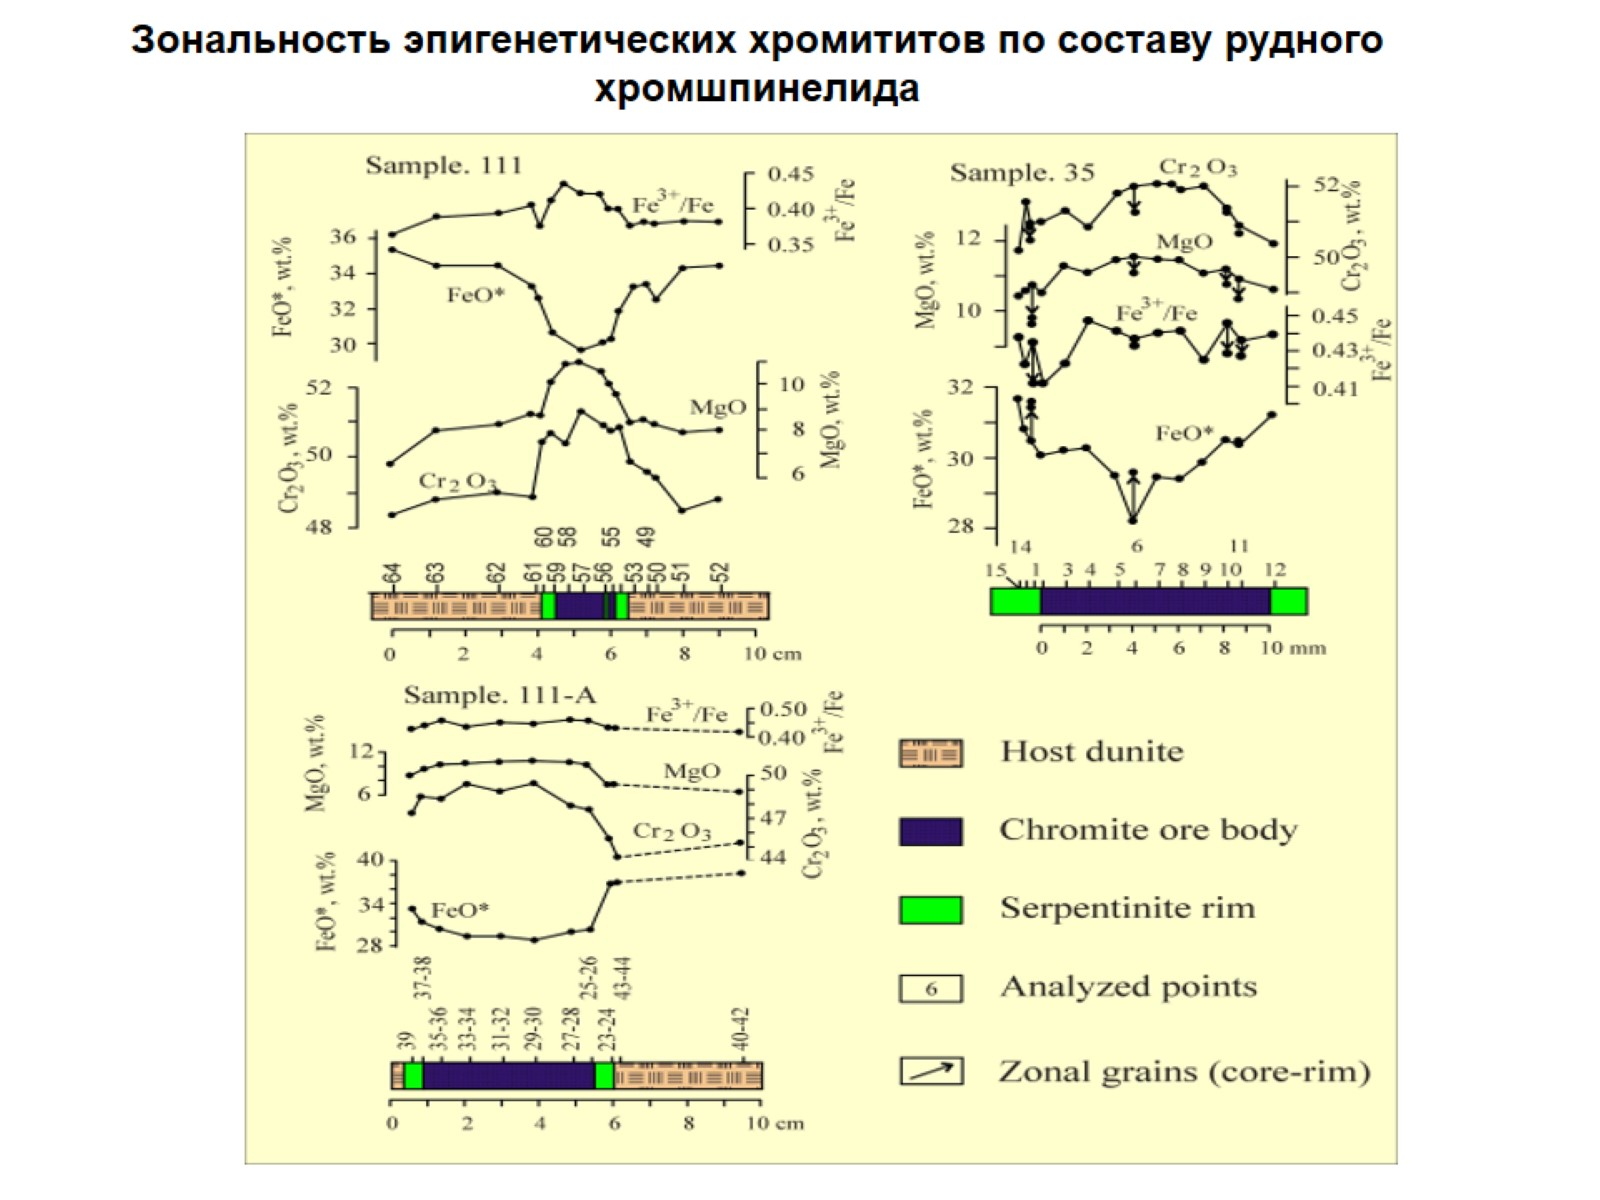 Зональность эпигенетических хромититов по составу рудного
хромшпинелида
Sample. 111
Fe3+/Fe
0.45
0.40
0.35
Fe3+/Fe
36
34
32
30
FeO*, wt.%
FeO*
52
50
48
Cr2O3, wt.%
MgO
10
8
6
MgO, wt.%
Cr2O3
64
63
62
61
60
59
58
57
56
55
53
49
50
51
52
0 2 4 6 8 10 cm
Sample. 35
Cr2O3
52
50
Cr2O3, wt.%
12
10
MgO, wt.%
MgO
Fe3+/Fe
0.45
0.43
0.41
Fe3+/Fe
32
30
28
FeO*, wt.%
FeO*
14 6 11
15 1 3 4 5 7 8 9 10 12
0 2 4 6 8 10 mm
Sample. 111-A
Fe3+/Fe
0.50
0.40
Fe3+/Fe
12
6
MgO, wt.%
MgO
50
47
44
Cr2O3, wt.%
Cr2O3
40
34
28
FeO*, wt.%
FeO*
39
37-38
35-36
33-34
31-32
29-30
27-28
25-26
23-24
43-44
40-42
0 2 4 6 8 10 cm
Host dunite
Chromite ore body
Serpentinite rim
6 Analyzed points
Zonal grains (core-rim)